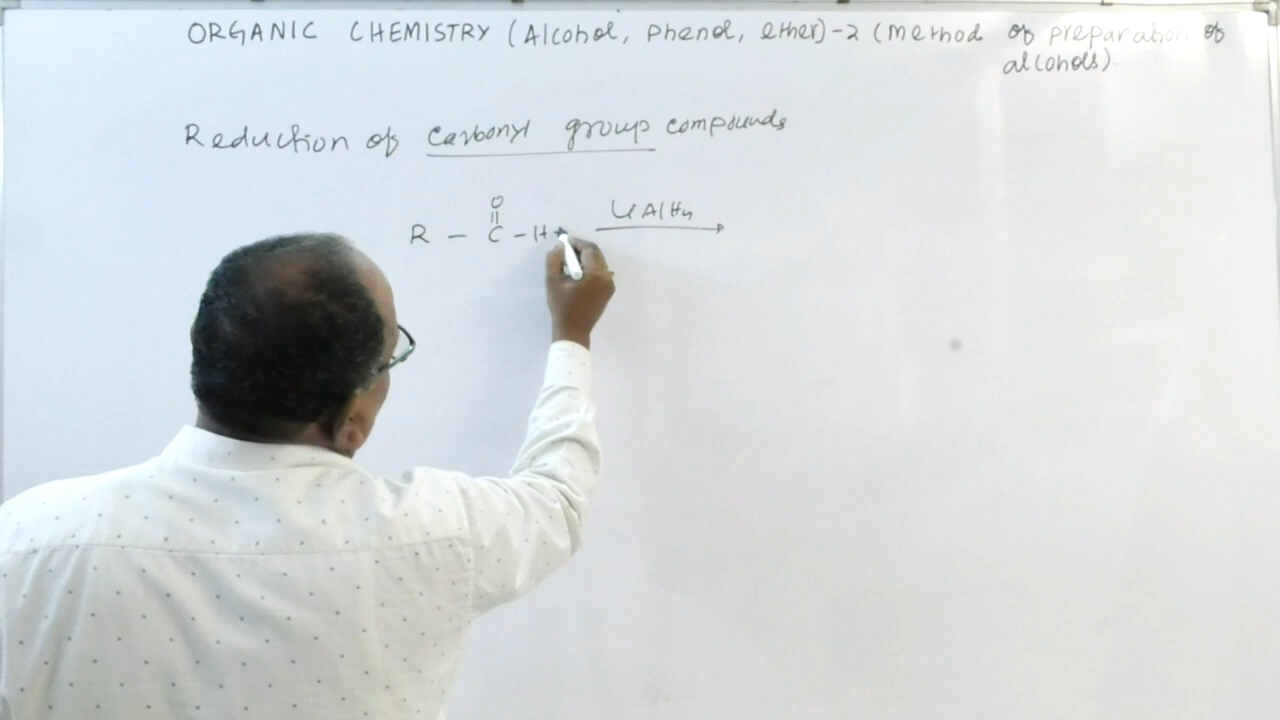 ORGANIC CHEMISTRY (Alcohol, Phenol, ether)-2 (Method of preparation of
alcohols)
Reduction of carbonyl group compounds
O
||
R - C - H + LiAlH4